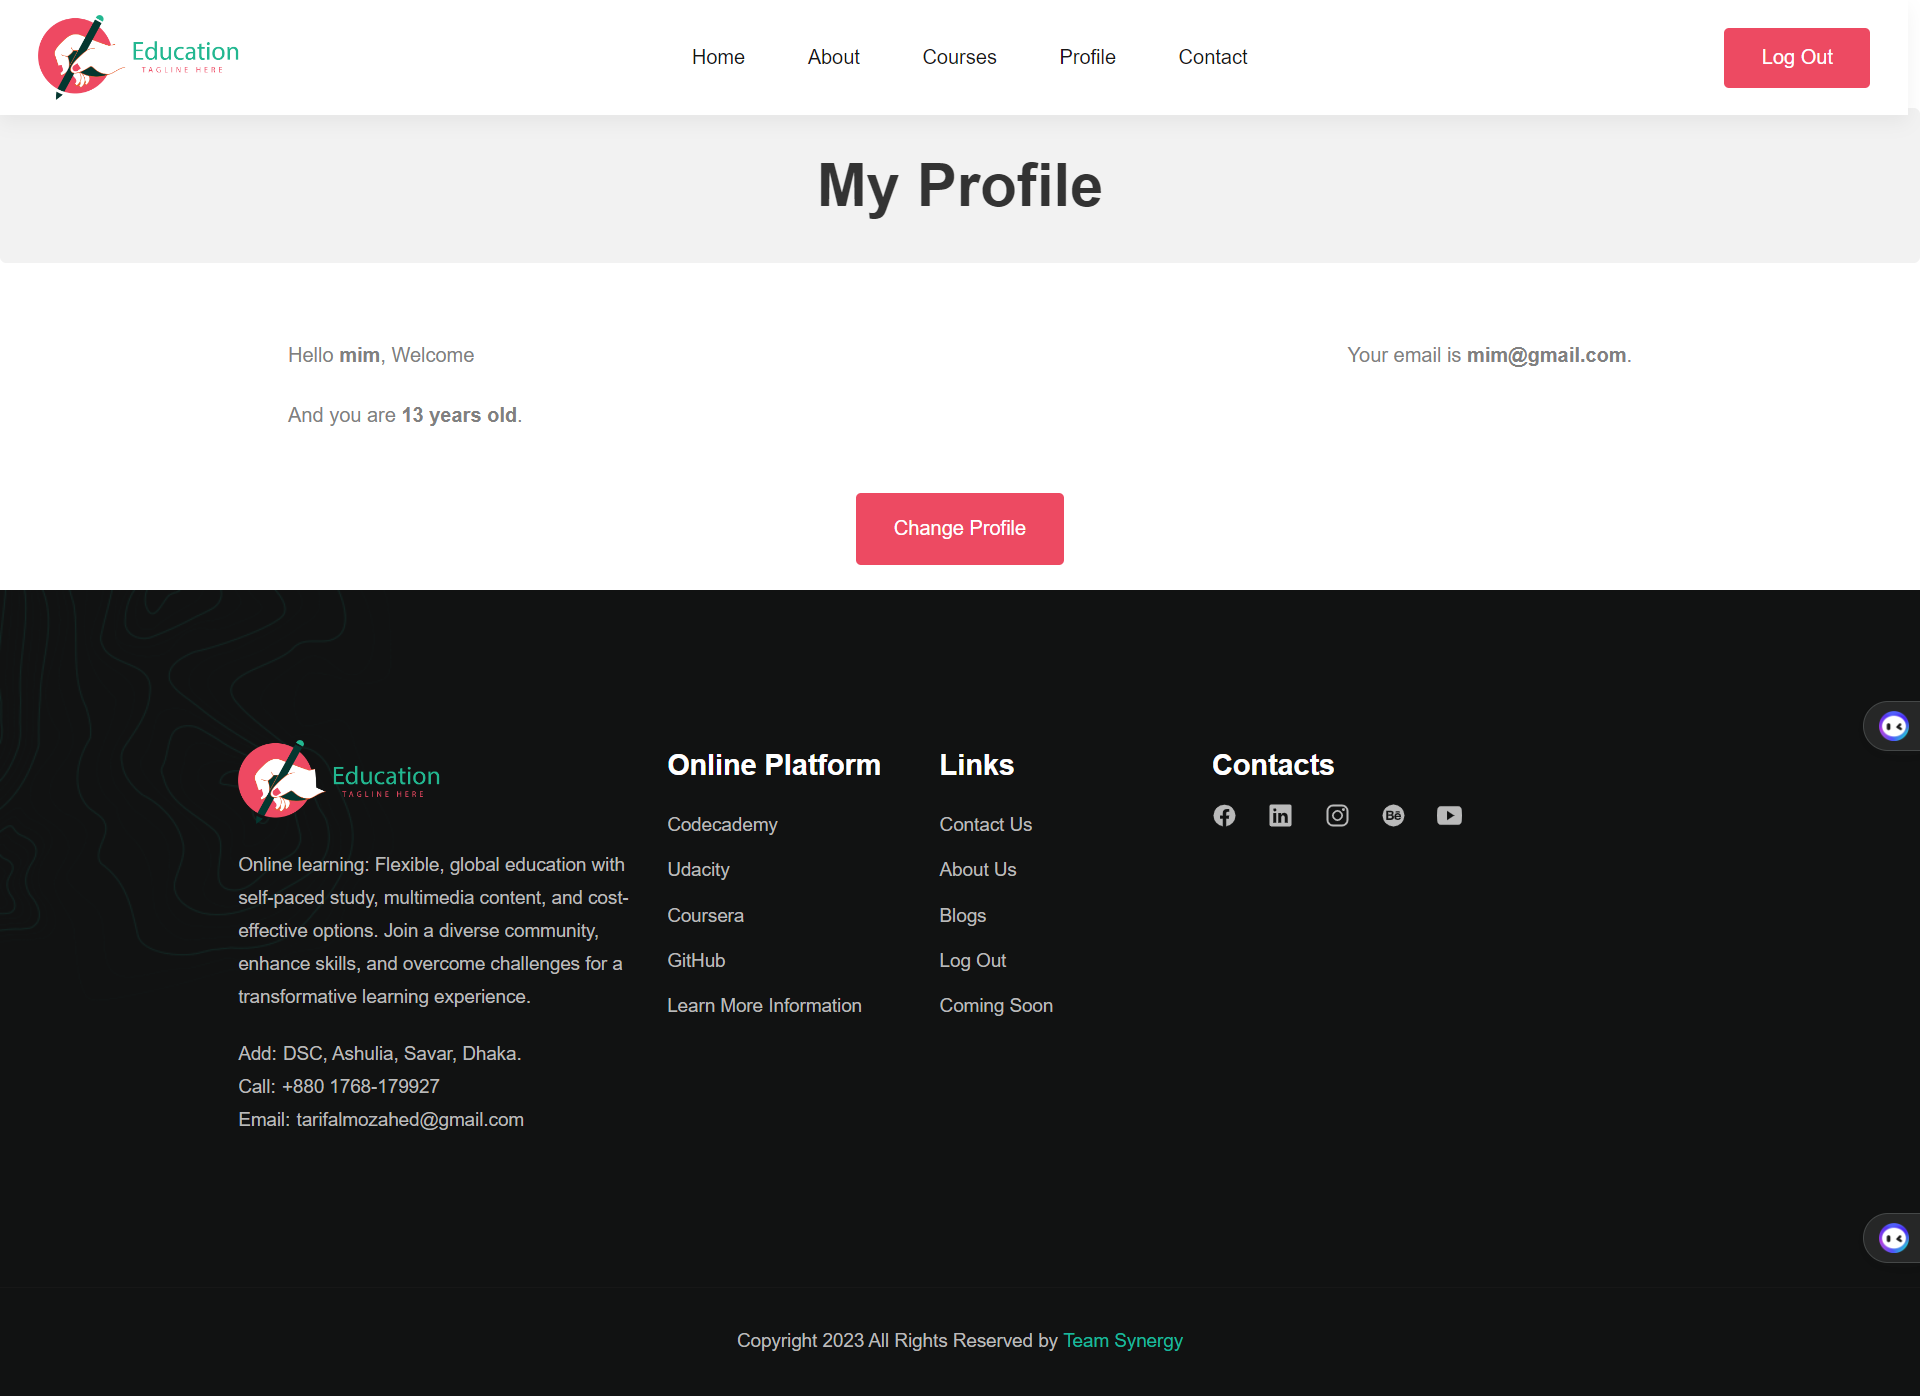 Education
TAGLINE HERE
Home About Courses Profile Contact
Log Out
My Profile
Hello mim, Welcome
Your email is mim@gmail.com.
And you are 13 years old.
Change Profile
Education
TAGLINE HERE
Online learning: Flexible, global education with
self-paced study, multimedia content, and cost-
effective options. Join a diverse community,
enhance skills, and overcome challenges for a
transformative learning experience.
Add: DSC, Ashulia, Savar, Dhaka.
Call: +880 1768-179927
Email: tarifalmozahed@gmail.com
Online Platform
Codecademy
Udacity
Coursera
GitHub
Learn More Information
Links
Contact Us
About Us
Blogs
Log Out
Coming Soon
Contacts
in
Bē
Copyright 2023 All Rights Reserved by Team Synergy